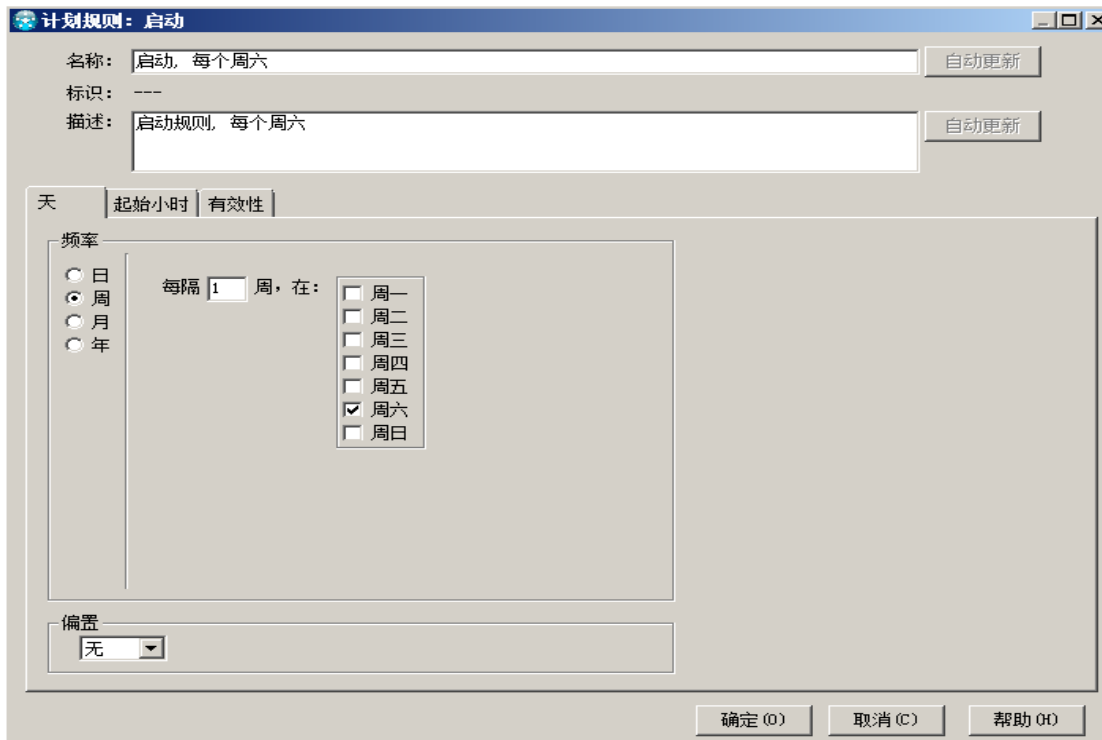 计划规则: 启动
名称: 启动, 每个周六 自动更新
标识: ---
描述: 启动规则, 每个周六 自动更新
天 起始小时 有效性
频率
日 每隔 1 周，在: 周一
周 周二
月 周三
年 周四
周五
周六
周日
偏置
无
确定(O) 取消(C) 帮助(H)